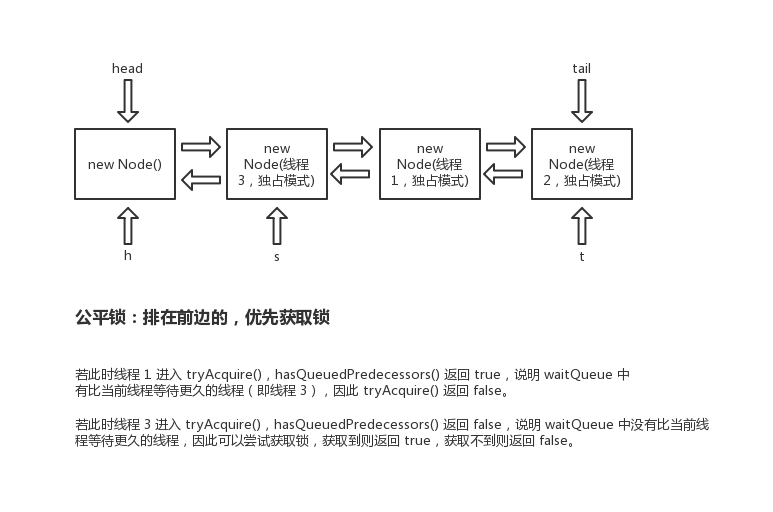 head
tail
new Node()
new
Node(线程
3，独占模式)
new
Node(线程
1，独占模式)
new
Node(线程
2，独占模式)
h
s
t
公平锁：排在前边的，优先获取锁
若此时线程 1 进入 tryAcquire()，hasQueuedPredecessors() 返回 true，说明 waitQueue 中
有比当前线程等待更久的线程（即线程 3），因此 tryAcquire() 返回 false。
若此时线程 3 进入 tryAcquire()，hasQueuedPredecessors() 返回 false，说明 waitQueue 中没有比当前线
程等待更久的线程，因此可以尝试获取锁，获取到则返回 true，获取不到则返回 false。